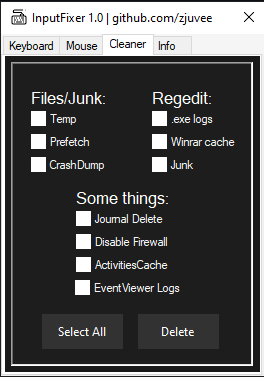 InputFixer 1.0 | github.com/zjuvee
Keyboard Mouse Cleaner Info
Files/Junk: Regedit:
Temp .exe logs
Prefetch Winrar cache
CrashDump Junk
Some things:
Journal Delete
Disable Firewall
ActivitiesCache
EventViewer Logs
Select All Delete